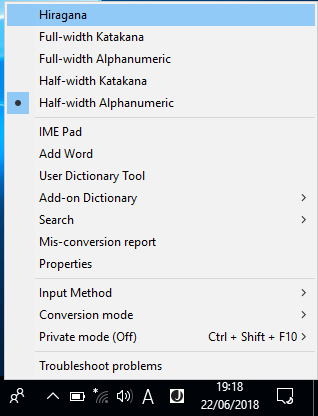 Hiragana
Full-width Katakana
Full-width Alphanumeric
Half-width Katakana
Half-width Alphanumeric
IME Pad
Add Word
User Dictionary Tool
Add-on Dictionary
Search
Mis-conversion report
Properties
Input Method
Conversion mode
Private mode (Off) Ctrl + Shift + F10
Troubleshoot problems
A J 19:18
22/06/2018